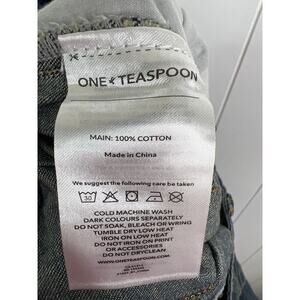 ONE TEASPOON
MAIN: 100% COTTON
Made in China
We suggest the following care be taken
30
COLD MACHINE WASH
DARK COLOURS SEPARATELY
DO NOT SOAK, BLEACH OR WRING
TUMBLE DRY LOW HEAT
IRON ON LOW HEAT
DO NOT IRON ON PRINT
OR ACCESSORIES
DO NOT DRYCLEAN
WWW.ONETEASPOON.COM.AU